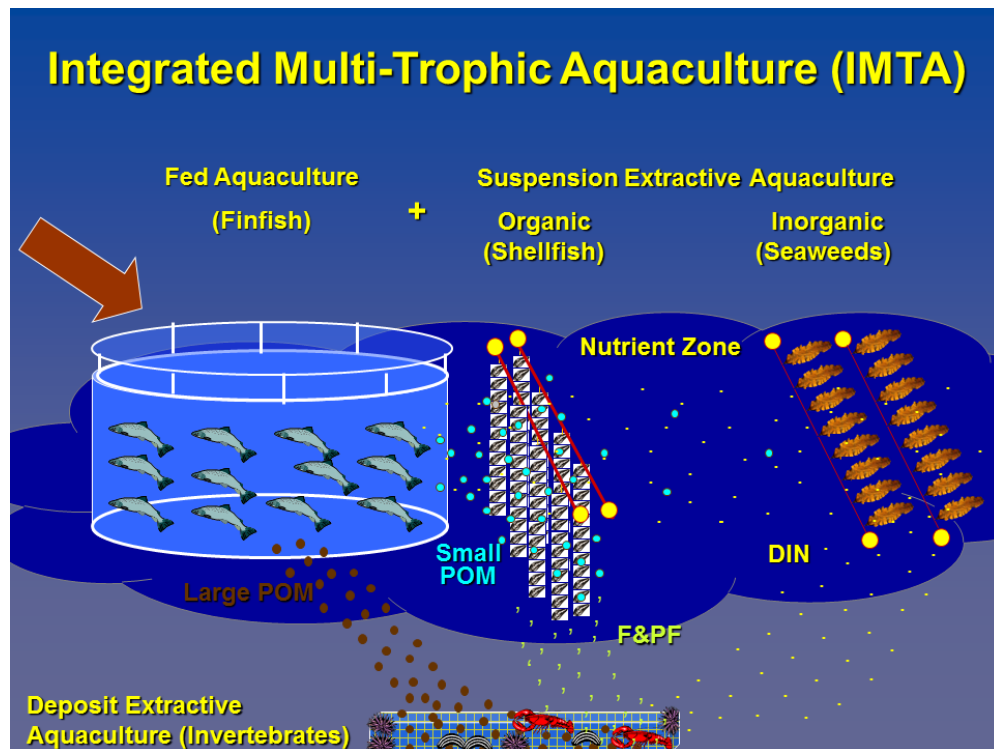 Integrated Multi-Trophic Aquaculture (IMTA)
Fed Aquaculture
(Finfish)
+
Suspension Extractive Aquaculture
Organic
(Shellfish)
Inorganic
(Seaweeds)
Nutrient Zone
Small
POM
DIN
Large POM
F&PF
Deposit Extractive
Aquaculture (Invertebrates)